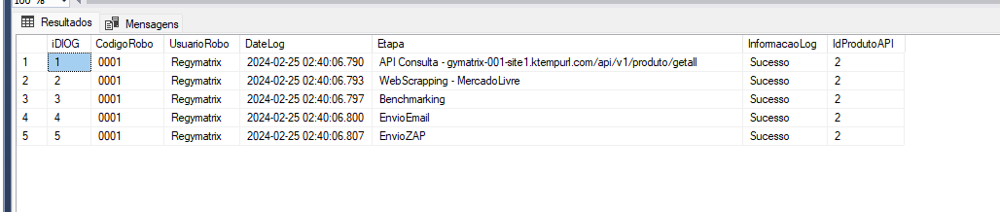 100 %
Resultados Mensagens
iDlOG CodigoRobo UsuarioRobo DateLog Etapa InformacaoLog IdProdutoAPI
1 1 0001 Regymatrix 2024-02-25 02:40:06.790 API Consulta - gymatrix-001-site1.ktempurl.com/api/v1/produto/getall Sucesso 2
2 2 0001 Regymatrix 2024-02-25 02:40:06.793 WebScrapping - MercadoLivre Sucesso 2
3 3 0001 Regymatrix 2024-02-25 02:40:06.797 Benchmarking Sucesso 2
4 4 0001 Regymatrix 2024-02-25 02:40:06.800 EnvioEmail Sucesso 2
5 5 0001 Regymatrix 2024-02-25 02:40:06.807 EnvioZAP Sucesso 2